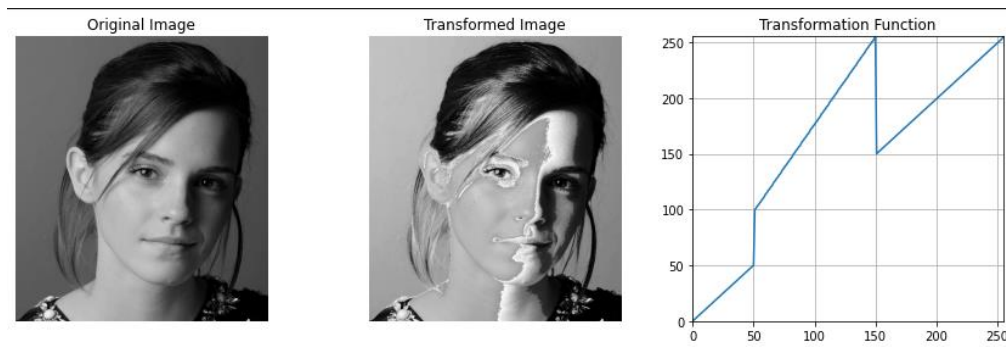 Original Image
Transformed Image
Transformation Function
250
200
150
100
50
0
0 50 100 150 200 250